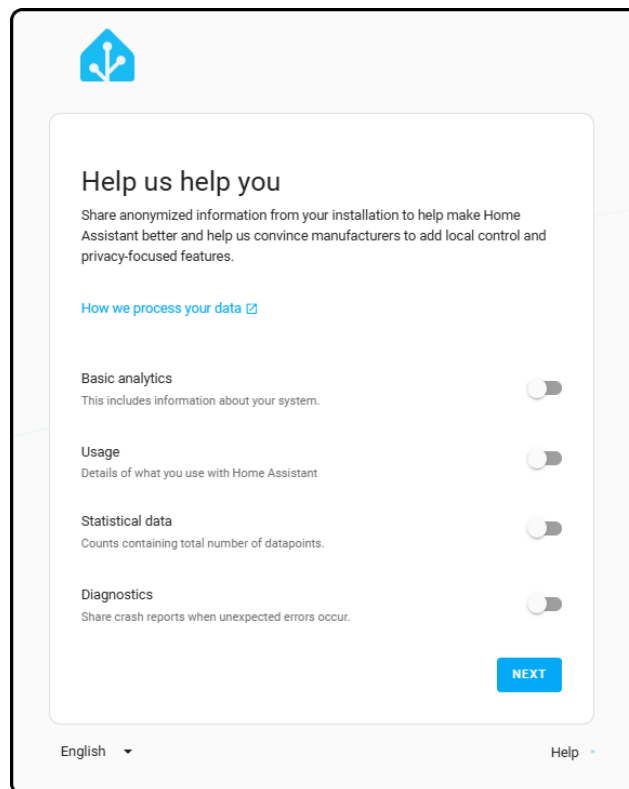 Help us help you
Share anonymized information from your installation to help make Home
Assistant better and help us convince manufacturers to add local control and
privacy-focused features.
How we process your data
Basic analytics
This includes information about your system.
Usage
Details of what you use with Home Assistant
Statistical data
Counts containing total number of datapoints.
Diagnostics
Share crash reports when unexpected errors occur.
NEXT
English
Help